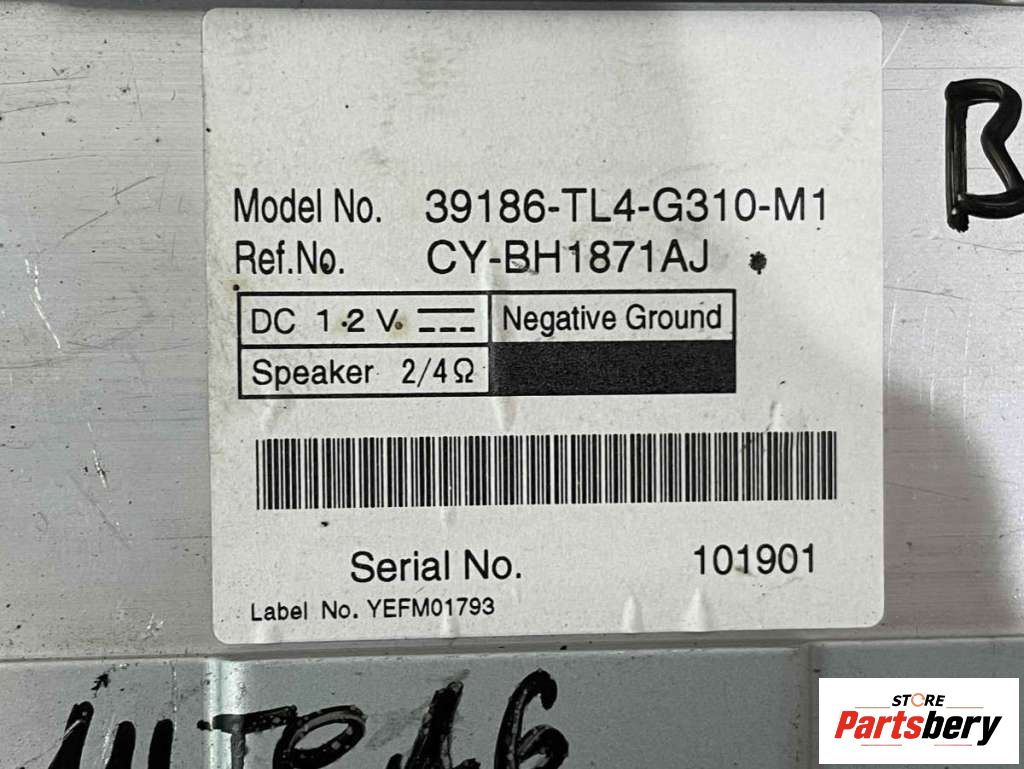 B
Model No. 39186-TL4-G310-M1
Ref.No. CY-BH1871AJ
DC 12 V
Negative Ground
Speaker 2/4Ω
Serial No. 101901
Label No. YEFM01793
STORE
Partsbery